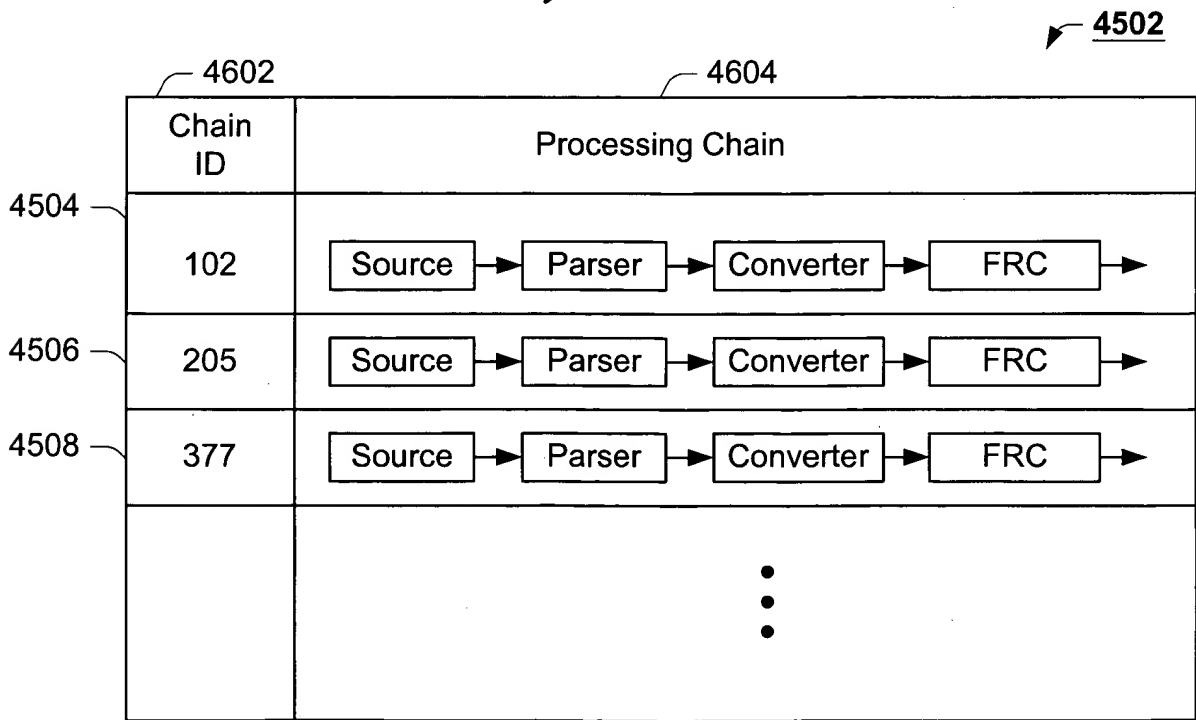 4502
4602
4604
Chain
ID
Processing Chain
4504
102
Source
Parser
Converter
FRC
4506
205
Source
Parser
Converter
FRC
4508
377
Source
Parser
Converter
FRC